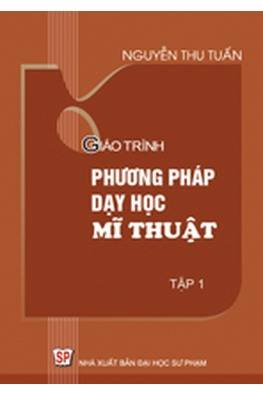 NGUYỄN THU TUẤN
GIÁO TRÌNH
PHƯƠNG PHÁP
DẠY HỌC
MĨ THUẬT
TẬP 1
SP
NHÀ XUẤT BẢN ĐẠI HỌC SƯ PHẠM